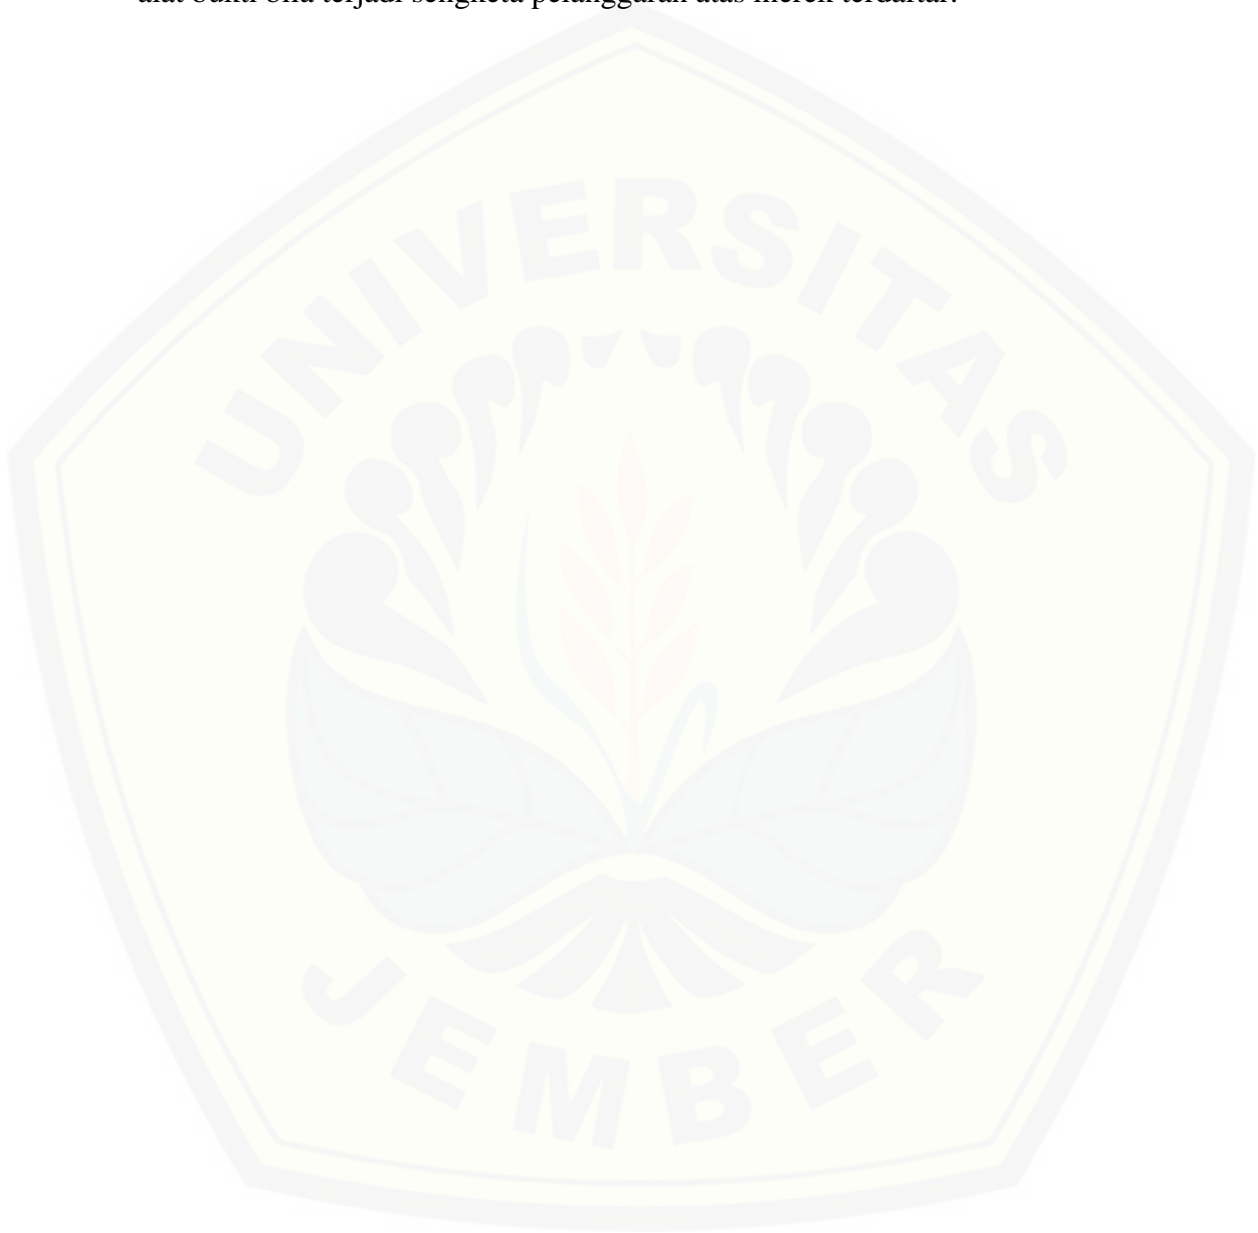 alat bukti bila terjadi sengketa pelanggaran atas merek terdaftar.
UNIVERSITAS
JEMBER